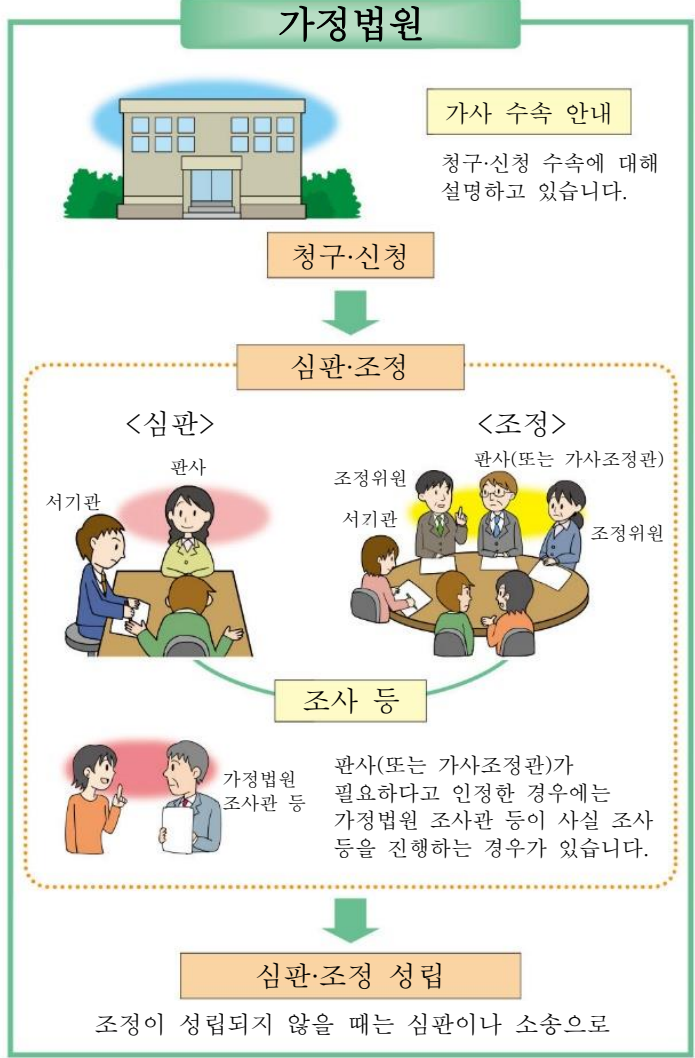 가정법원
가사 수속 안내
청구·신청 수속에 대해
설명하고 있습니다.
청구·신청
심판·조정
<심판>
판사
서기관
<조정>
판사(또는 가사조정관)
조정위원
서기관
조정위원
조사 등
가정법원
조사관 등
판사(또는 가사조정관)가
필요하다고 인정한 경우에는
가정법원 조사관 등이 사실 조사
등을 진행하는 경우가 있습니다.
심판·조정 성립
조정이 성립되지 않을 때는 심판이나 소송으로